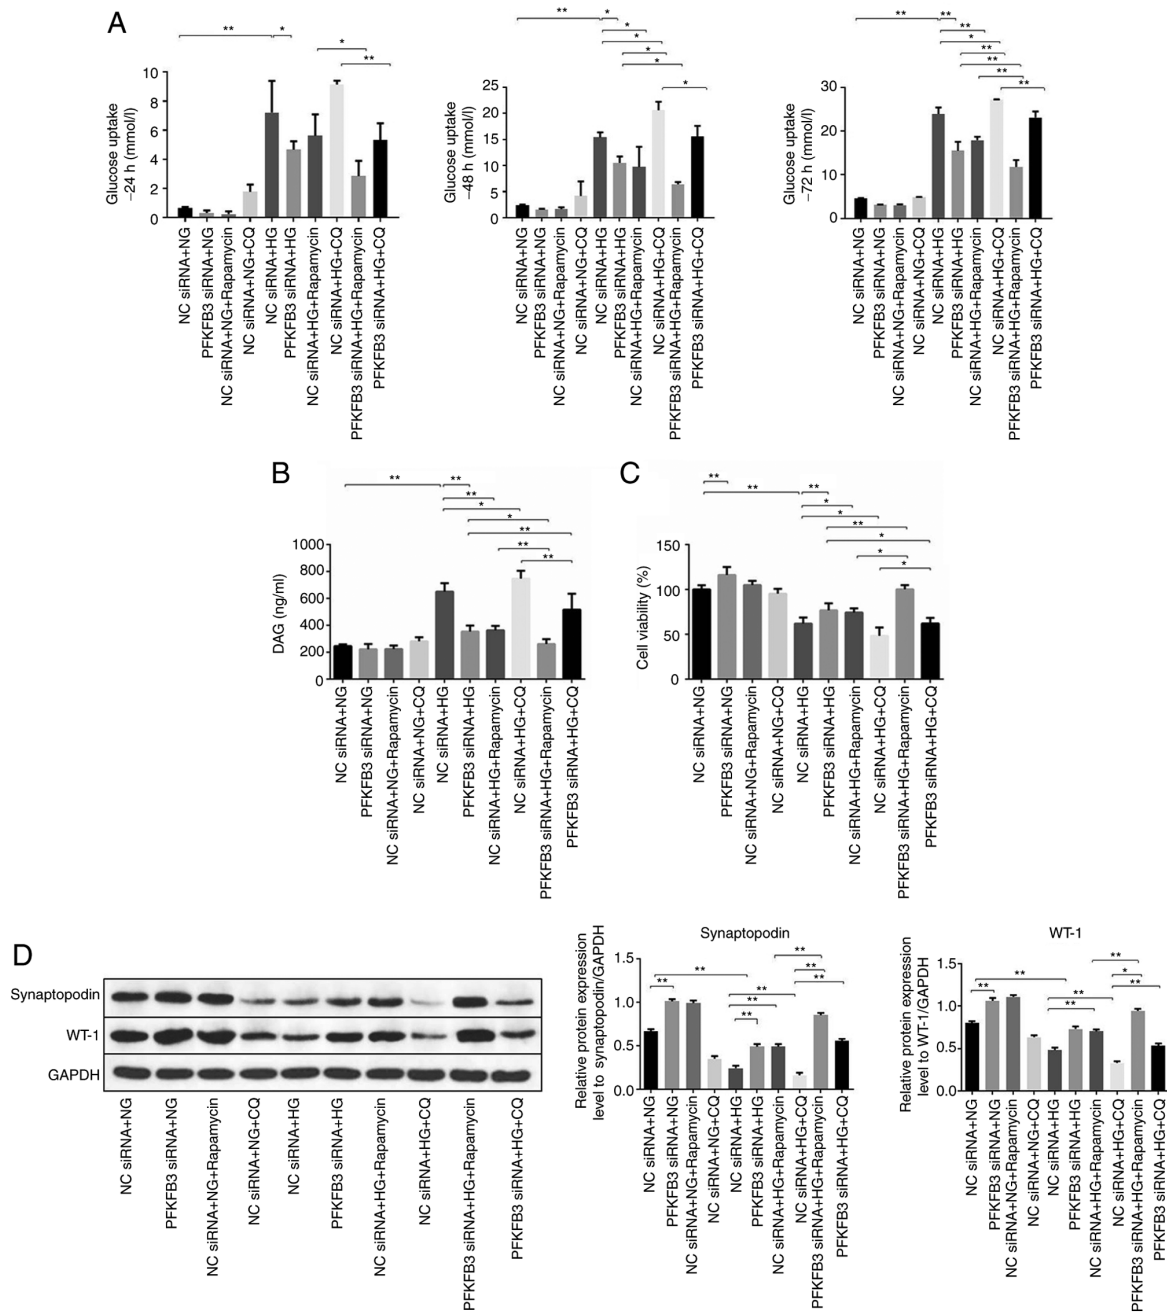 A
** *
*
**
Glucose uptake
–24 h (mmol/l)
10
8
6
4
2
0
NC siRNA+NG
PFKFB3 siRNA+NG
NC siRNA+NG+Rapamycin
NC siRNA+NG+CQ
NC siRNA+HG
PFKFB3 siRNA+HG
NC siRNA+HG+Rapamycin
NC siRNA+HG+CQ
PFKFB3 siRNA+HG+Rapamycin
PFKFB3 siRNA+HG+CQ
** *
*
*
*
*
*
Glucose uptake
–48 h (mmol/l)
25
20
15
10
5
0
NC siRNA+NG
PFKFB3 siRNA+NG
NC siRNA+NG+Rapamycin
NC siRNA+NG+CQ
NC siRNA+HG
PFKFB3 siRNA+HG
NC siRNA+HG+Rapamycin
NC siRNA+HG+CQ
PFKFB3 siRNA+HG+Rapamycin
PFKFB3 siRNA+HG+CQ
** **
**
*
**
**
**
**
Glucose uptake
–72 h (mmol/l)
30
20
10
0
NC siRNA+NG
PFKFB3 siRNA+NG
NC siRNA+NG+Rapamycin
NC siRNA+NG+CQ
NC siRNA+HG
PFKFB3 siRNA+HG
NC siRNA+HG+Rapamycin
NC siRNA+HG+CQ
PFKFB3 siRNA+HG+Rapamycin
PFKFB3 siRNA+HG+CQ
B
** **
**
*
*
**
**
**
DAG (ng/ml)
1000
800
600
400
200
0
NC siRNA+NG
PFKFB3 siRNA+NG
NC siRNA+NG+Rapamycin
NC siRNA+NG+CQ
NC siRNA+HG
PFKFB3 siRNA+HG
NC siRNA+HG+Rapamycin
NC siRNA+HG+CQ
PFKFB3 siRNA+HG+Rapamycin
PFKFB3 siRNA+HG+CQ
C
**
** **
*
*
**
*
*
*
Cell viability (%)
150
100
50
0
NC siRNA+NG
PFKFB3 siRNA+NG
NC siRNA+NG+Rapamycin
NC siRNA+NG+CQ
NC siRNA+HG
PFKFB3 siRNA+HG
NC siRNA+HG+Rapamycin
NC siRNA+HG+CQ
PFKFB3 siRNA+HG+Rapamycin
PFKFB3 siRNA+HG+CQ
D
Synaptopodin
WT-1
GAPDH
NC siRNA+NG
PFKFB3 siRNA+NG
NC siRNA+NG+Rapamycin
NC siRNA+NG+CQ
NC siRNA+HG
PFKFB3 siRNA+HG
NC siRNA+HG+Rapamycin
NC siRNA+HG+CQ
PFKFB3 siRNA+HG+Rapamycin
PFKFB3 siRNA+HG+CQ
Synaptopodin
**
** **
** ** **
**
**
Relative protein expression
level to synaptopodin/GAPDH
1.5
1.0
0.5
0.0
NC siRNA+NG
PFKFB3 siRNA+NG
NC siRNA+NG+Rapamycin
NC siRNA+NG+CQ
NC siRNA+HG
PFKFB3 siRNA+HG
NC siRNA+HG+Rapamycin
NC siRNA+HG+CQ
PFKFB3 siRNA+HG+Rapamycin
PFKFB3 siRNA+HG+CQ
WT-1
**
** *
** ** **
**
Relative protein expression
level to WT-1/GAPDH
1.5
1.0
0.5
0.0
NC siRNA+NG
PFKFB3 siRNA+NG
NC siRNA+NG+Rapamycin
NC siRNA+NG+CQ
NC siRNA+HG
PFKFB3 siRNA+HG
NC siRNA+HG+Rapamycin
NC siRNA+HG+CQ
PFKFB3 siRNA+HG+Rapamycin
PFKFB3 siRNA+HG+CQ